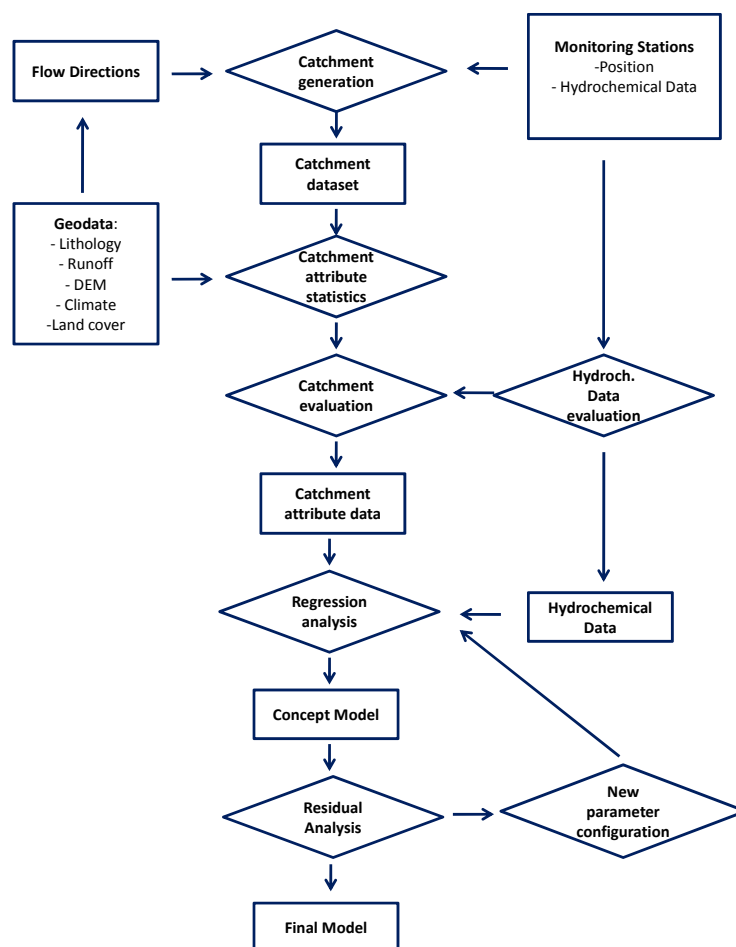 Flow Directions
Catchment
generation
Monitoring Stations
-Position
- Hydrochemical Data
Catchment
dataset
Geodata:
- Lithology
- Runoff
- DEM
- Climate
-Land cover
Catchment
attribute
statistics
Catchment
evaluation
Hydroch.
Data
evaluation
Catchment
attribute data
Regression
analysis
Hydrochemical
Data
Concept Model
Residual
Analysis
New
parameter
configuration
Final Model